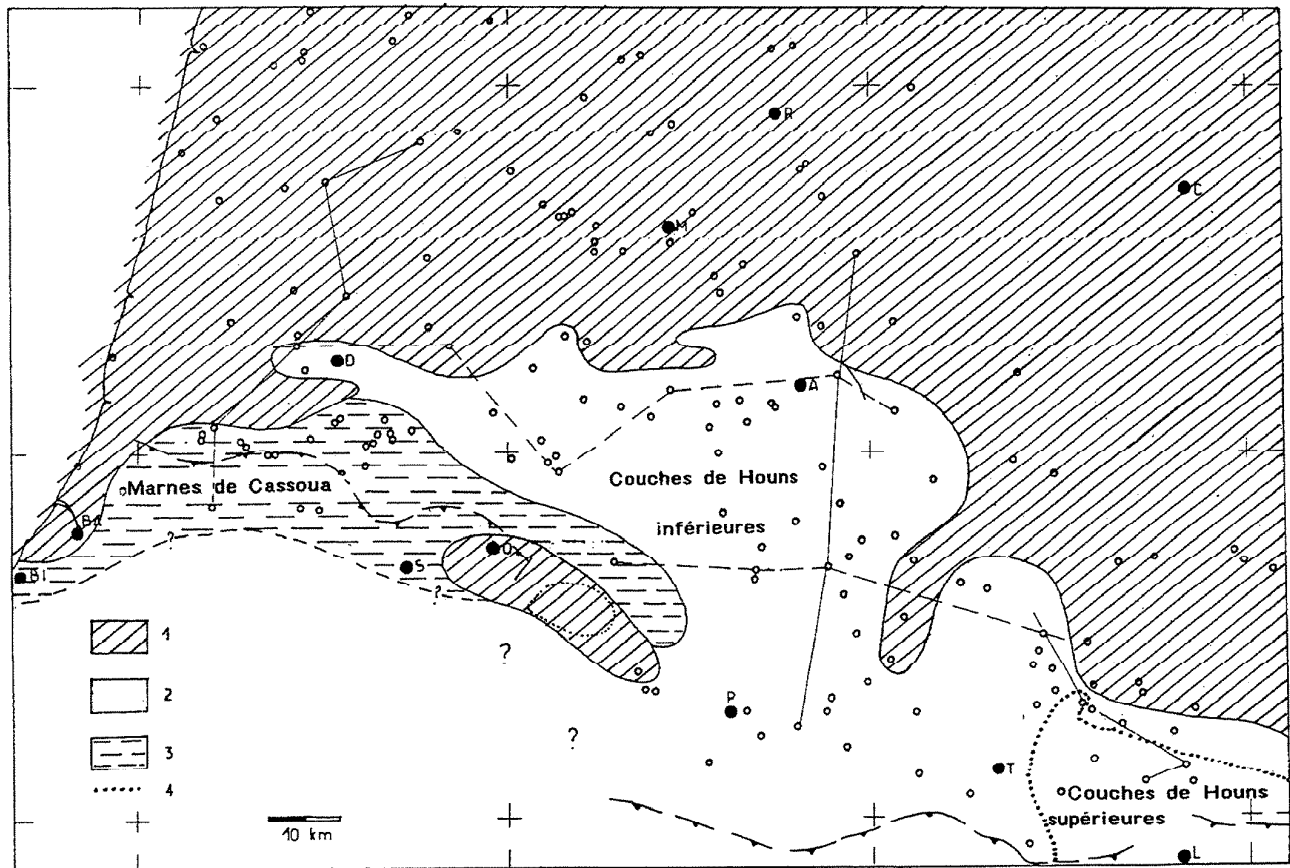 R
C
M
D
A
Couches de Houns
inférieures
Marnes de Cassoua
BA
?
BI
S
O
?
1
?
2
P
?
3
T
4
Couches de Houns
supérieures
10 km
L